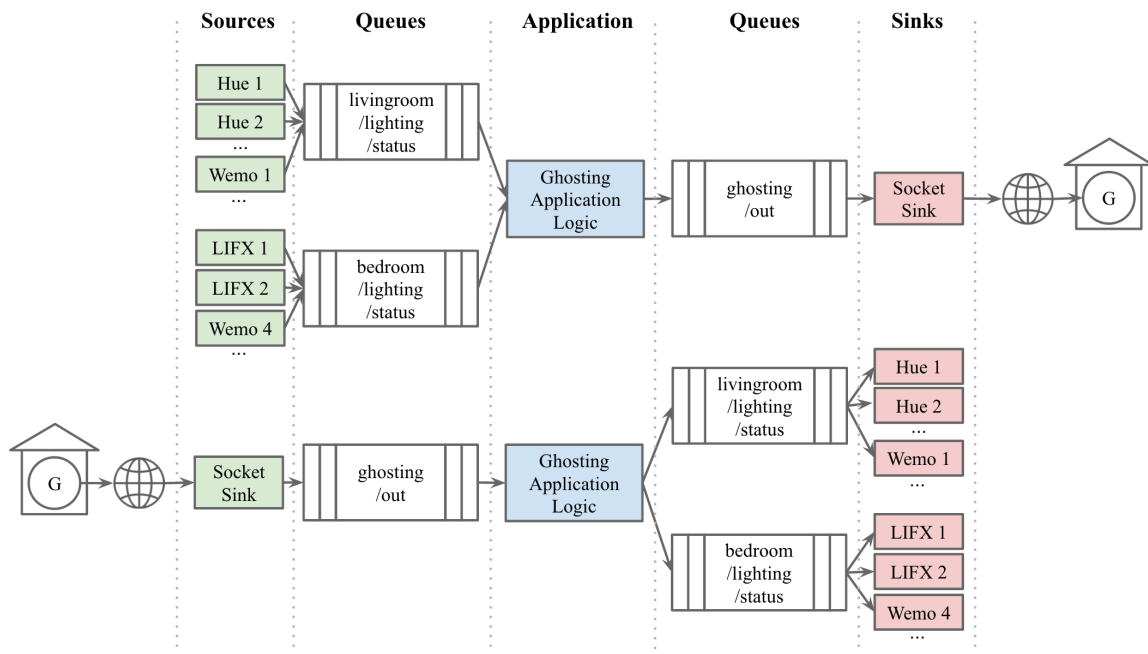 Sources
Queues
Application
Queues
Sinks
Hue 1
Hue 2
...
Wemo 1
...
livingroom
/lighting
/status
LIFX 1
LIFX 2
Wemo 4
...
bedroom
/lighting
/status
Ghosting
Application
Logic
ghosting
/out
Socket
Sink
G
G
Socket
Sink
ghosting
/out
Ghosting
Application
Logic
livingroom
/lighting
/status
Hue 1
Hue 2
...
Wemo 1
...
bedroom
/lighting
/status
LIFX 1
LIFX 2
Wemo 4
...